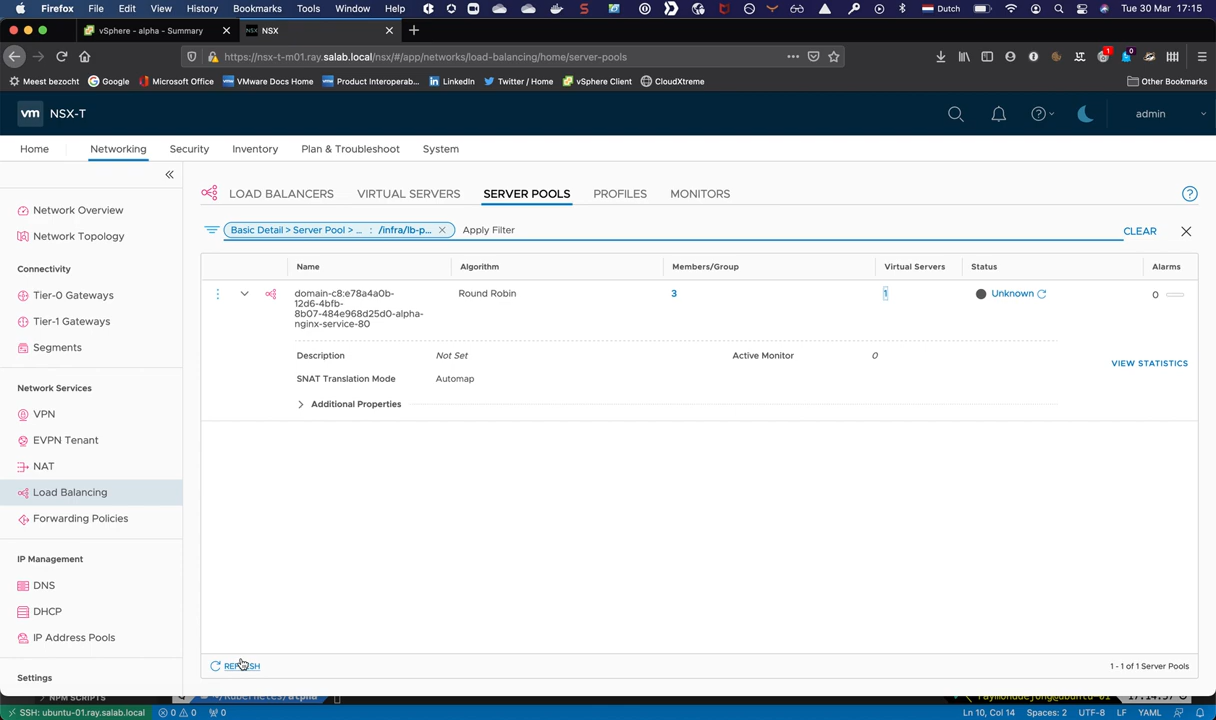 Firefox File Edit View History Bookmarks Tools Window Help Dutch Tue 30 Mar 17:15
vSphere - alpha - Summary NSX NSX
https://nsx-t-m01.ray.salab.local/nsx/#/app/networks/load-balancing/home/server-pools
Meest bezocht Google Microsoft Office VMware Docs Home Product Interoperab... LinkedIn Twitter / Home vSphere Client CloudXtreme Other Bookmarks
vm NSX-T admin
Home Networking Security Inventory Plan & Troubleshoot System
LOAD BALANCERS VIRTUAL SERVERS SERVER POOLS PROFILES MONITORS
Network Overview
Network Topology
Connectivity
Tier-0 Gateways
Tier-1 Gateways
Segments
Network Services
VPN
EVPN Tenant
NAT
Load Balancing
Forwarding Policies
IP Management
DNS
DHCP
IP Address Pools
Settings
Basic Detail > Server Pool > ... : /infra/lb-p... Apply Filter CLEAR
Name Algorithm Members/Group Virtual Servers Status Alarms
domain-c8:e78a4a0b-
12d6-4bfb-
8b07-484e968d25d0-alpha-
nginx-service-80
Round Robin 3 1 Unknown 0
Description Not Set Active Monitor 0
VIEW STATISTICS
SNAT Translation Mode Automap
Additional Properties
REFRESH 1 - 1 of 1 Server Pools
NPM SCRIPTS
SSH: ubuntu-01.ray.salab.local 0 0 0 Ln 10, Col 14 Spaces: 2 UTF-8 LF YAML